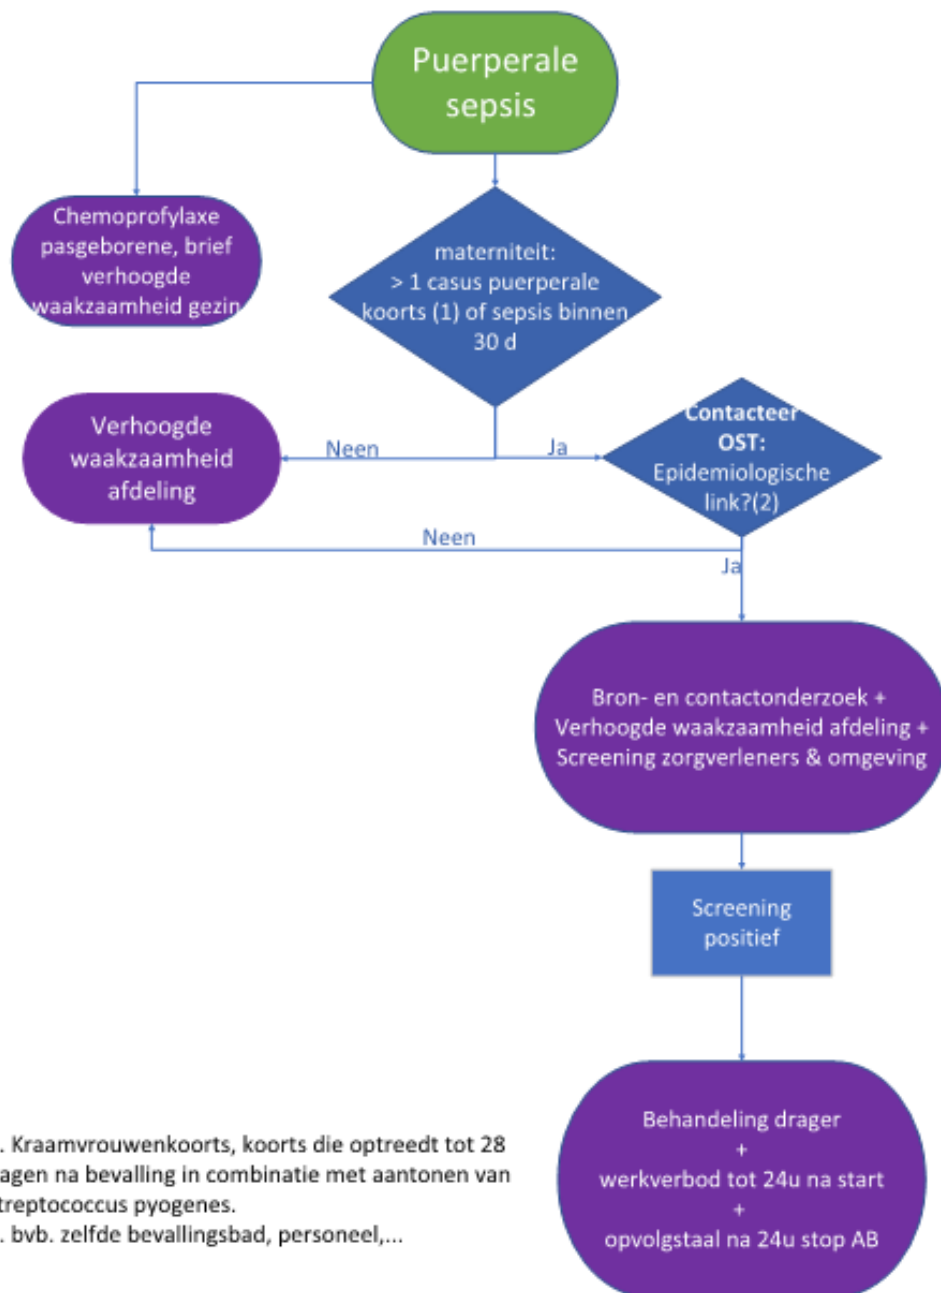 Puerperale
sepsis
Chemoprofylaxe
pasgeborene, brief
verhoogde
waakzaamheid gezin
materniteit:
> 1 casus puerperale
koorts (1) of sepsis binnen
30 d
Verhoogde
waakzaamheid
afdeling
Neen
Ja
Contacteer
OST:
Epidemiologische
link?(2)
Neen
Ja
Bron- en contactonderzoek +
Verhoogde waakzaamheid afdeling +
Screening zorgverleners & omgeving
Screening
positief
Behandeling drager
+
werkverbod tot 24u na start
+
opvolgstaal na 24u stop AB
. Kraamvrouwenkoorts, koorts die optreedt tot 28
agen na bevalling in combinatie met aantonen van
treptococcus pyogenes.
. bvb. zelfde bevallingsbad, personeel,...